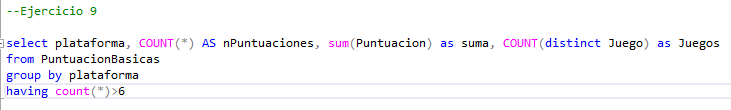 --Ejercicio 9
select plataforma, COUNT(*) AS nPuntuaciones, sum(Puntuacion) as suma, COUNT(distinct Juego) as Juegos
from PuntuacionBasicas
group by plataforma
having count(*)>6